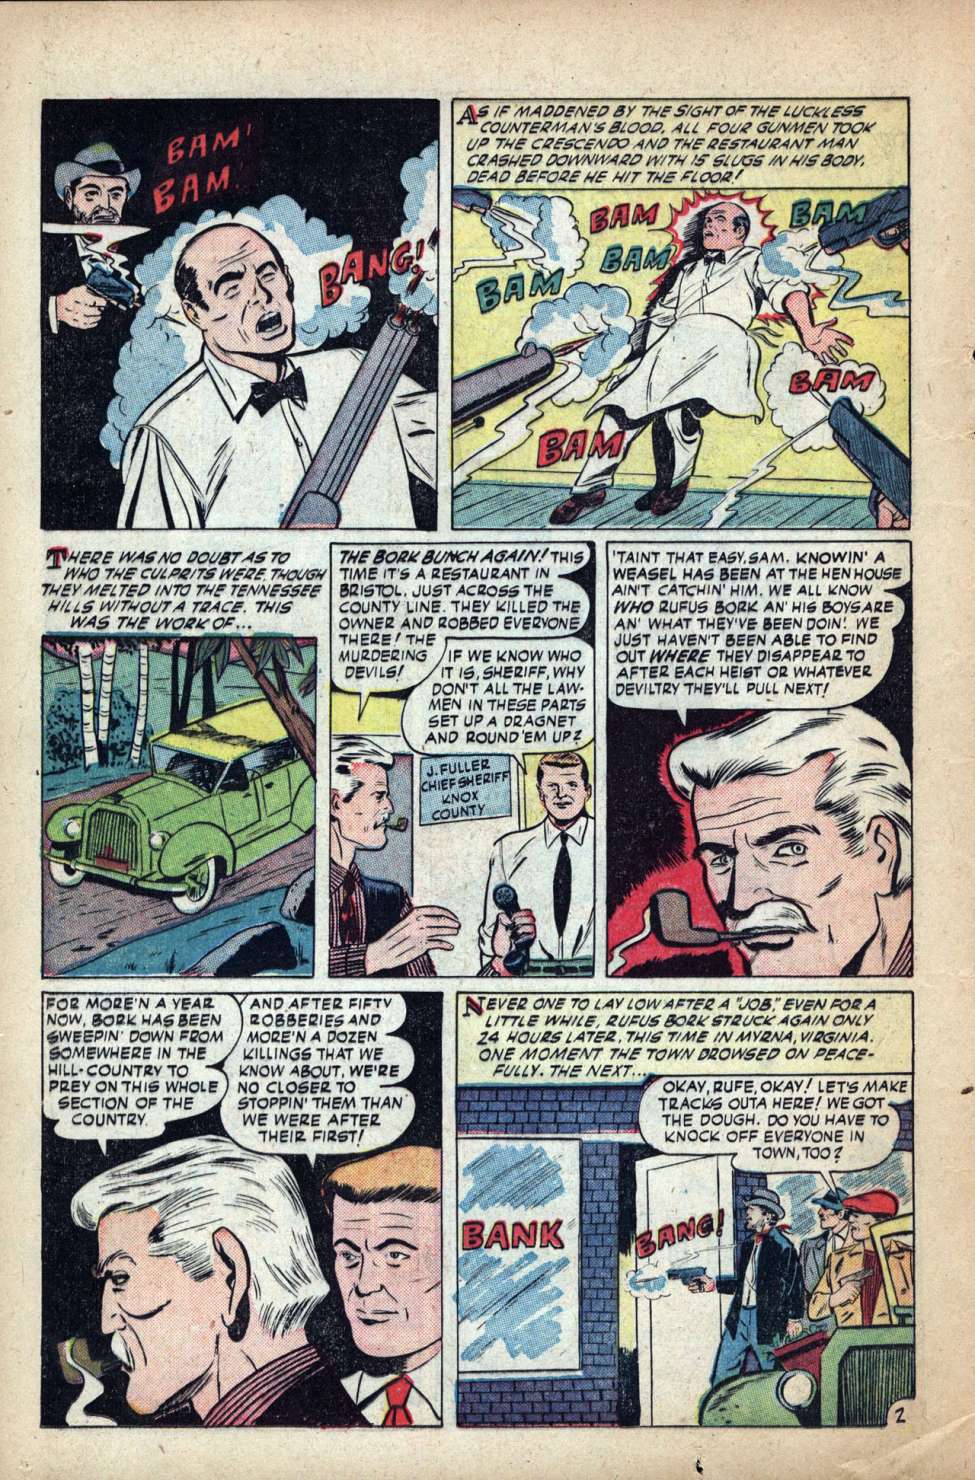 BAM!
BAM!
BANG!
AS IF MADDENED BY THE SIGHT OF THE LUCKLESS
COUNTERMAN'S BLOOD, ALL FOUR GUNMEN TOOK
UP THE CRESCENDO AND THE RESTAURANT MAN
CRASHED DOWNWARD WITH 15 SLUGS IN HIS BODY,
DEAD BEFORE HE HIT THE FLOOR!
BAM
BAM
BAM
BAM
BAM
BAM
THERE WAS NO DOUBT AS TO
WHO THE CULPRITS WERE, THOUGH
THEY MELTED INTO THE TENNESSEE
HILLS WITHOUT A TRACE. THIS
WAS THE WORK OF...
THE BORK BUNCH AGAIN! THIS
TIME IT'S A RESTAURANT IN
BRISTOL, JUST ACROSS THE
COUNTY LINE. THEY KILLED THE
OWNER AND ROBBED EVERYONE
THERE! THE
MURDERING
DEVILS!
IF WE KNOW WHO
IT IS, SHERIFF, WHY
DON'T ALL THE LAW-
MEN IN THESE PARTS
SET UP A DRAGNET
AND ROUND 'EM UP?
J. FULLER
CHIEF SHERIFF
KNOX
COUNTY
'TAINT THAT EASY, SAM. KNOWIN' A
WEASEL HAS BEEN AT THE HEN HOUSE
AIN'T CATCHIN' HIM. WE ALL KNOW
WHO RUFUS BORK AN' HIS BOYS ARE
AN' WHAT THEY'VE BEEN DOIN'. WE
JUST HAVEN'T BEEN ABLE TO FIND
OUT WHERE THEY DISAPPEAR TO
AFTER EACH HEIST OR WHATEVER
DEVILTRY THEY'LL PULL NEXT!
FOR MORE'N A YEAR
NOW, BORK HAS BEEN
SWEEPIN' DOWN FROM
SOMEWHERE IN THE
HILL-COUNTRY TO
PREY ON THIS WHOLE
SECTION OF THE
COUNTRY.
AND AFTER FIFTY
ROBBERIES AND
MORE'N A DOZEN
KILLINGS THAT WE
KNOW ABOUT, WE'RE
NO CLOSER TO
STOPPIN' THEM THAN
WE WERE AFTER
THEIR FIRST!
NEVER ONE TO LAY LOW AFTER A "JOB," EVEN FOR A
LITTLE WHILE, RUFUS BORK STRUCK AGAIN ONLY
24 HOURS LATER, THIS TIME IN MYRNA, VIRGINIA.
ONE MOMENT THE TOWN DROWSED ON PEACE-
FULLY. THE NEXT...
OKAY, RUFE, OKAY! LET'S MAKE
TRACKS OUTA HERE! WE GOT
THE DOUGH. DO YOU HAVE TO
KNOCK OFF EVERYONE IN
TOWN, TOO?
BANK
BANG!
2